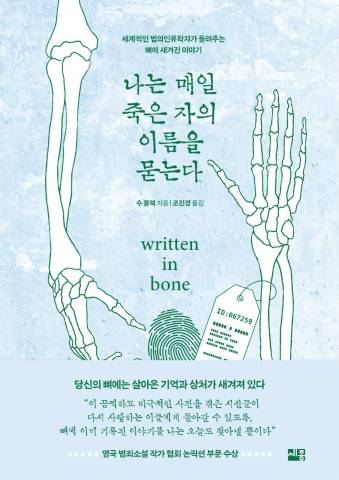 세계적인 법의인류학자가 들려주는
뼈에 새겨진 이야기
나는 매일
죽은 자의
이름을
묻는다
수 블랙 지음 | 조진경 옮김
written
in
bone
ID:067259
당신의 뼈에는 살아온 기억과 상처가 새겨져 있다
“이 끔찍하고 비극적인 사건을 겪은 시신들이
다시 사랑하는 이들에게 돌아갈 수 있도록,
뼈에 이미 기록된 이야기를 나는 오늘도 찾아낼 뿐이다”
★★★★★ 영국 범죄소설 작가 협회 논픽션 부문 수상 ★★★★★
세종